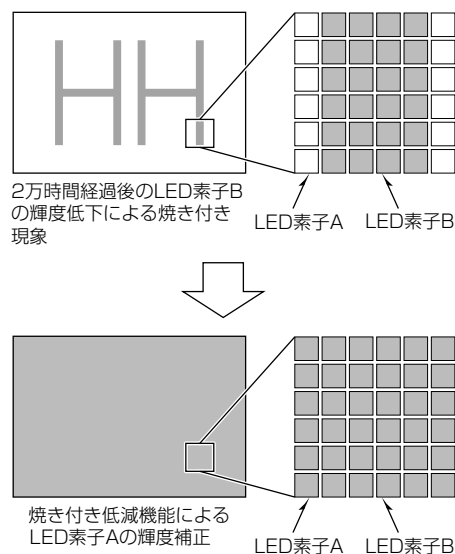 HH
2万時間経過後のLED素子B
の輝度低下による焼き付き
現象
LED素子A LED素子B
焼き付き低減機能による
LED素子Aの輝度補正
LED素子A LED素子B